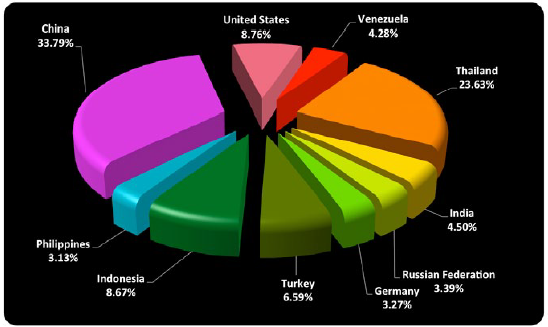 United States
8.76%
Venezuela
4.28%
Thailand
23.63%
India
4.50%
Russian Federation
3.39%
Germany
3.27%
Turkey
6.59%
Indonesia
8.67%
Philippines
3.13%
China
33.79%